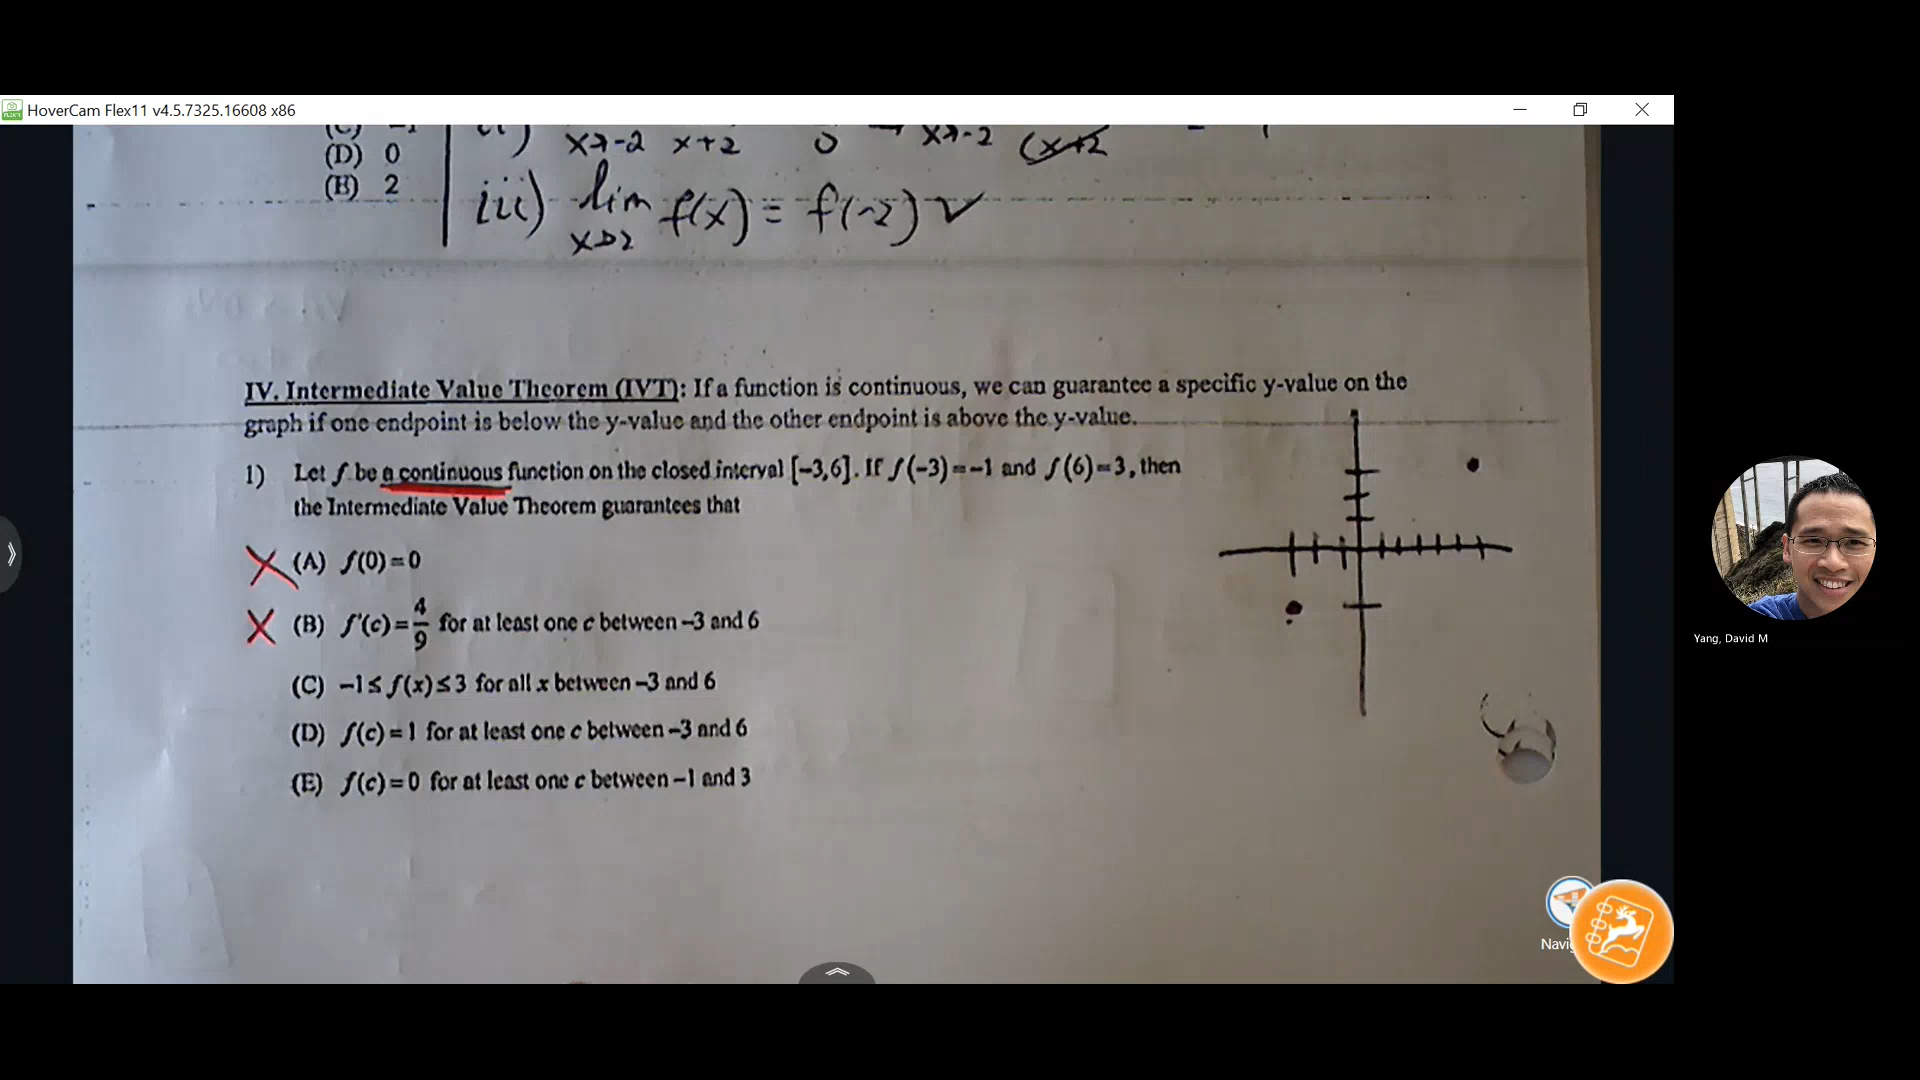 HoverCam Flex11 v4.5.7325.16608 x86
(D) 0
(E) 2
x→-2 x+2 0 → x→-2 (x+2
iii) lim f(x) = f(-2) ✓
IV. Intermediate Value Theorem (IVT): If a function is continuous, we can guarantee a specific y-value on the
graph if one endpoint is below the y-value and the other endpoint is above the y-value.
1) Let f be a continuous function on the closed interval [−3,6]. If f(−3)=−1 and f(6)=3, then
the Intermediate Value Theorem guarantees that
(A) f(0)=0
(B) f'(c)=4/9 for at least one c between −3 and 6
(C) −1≤f(x)≤3 for all x between −3 and 6
(D) f(c)=1 for at least one c between −3 and 6
(E) f(c)=0 for at least one c between −1 and 3
Yang, David M